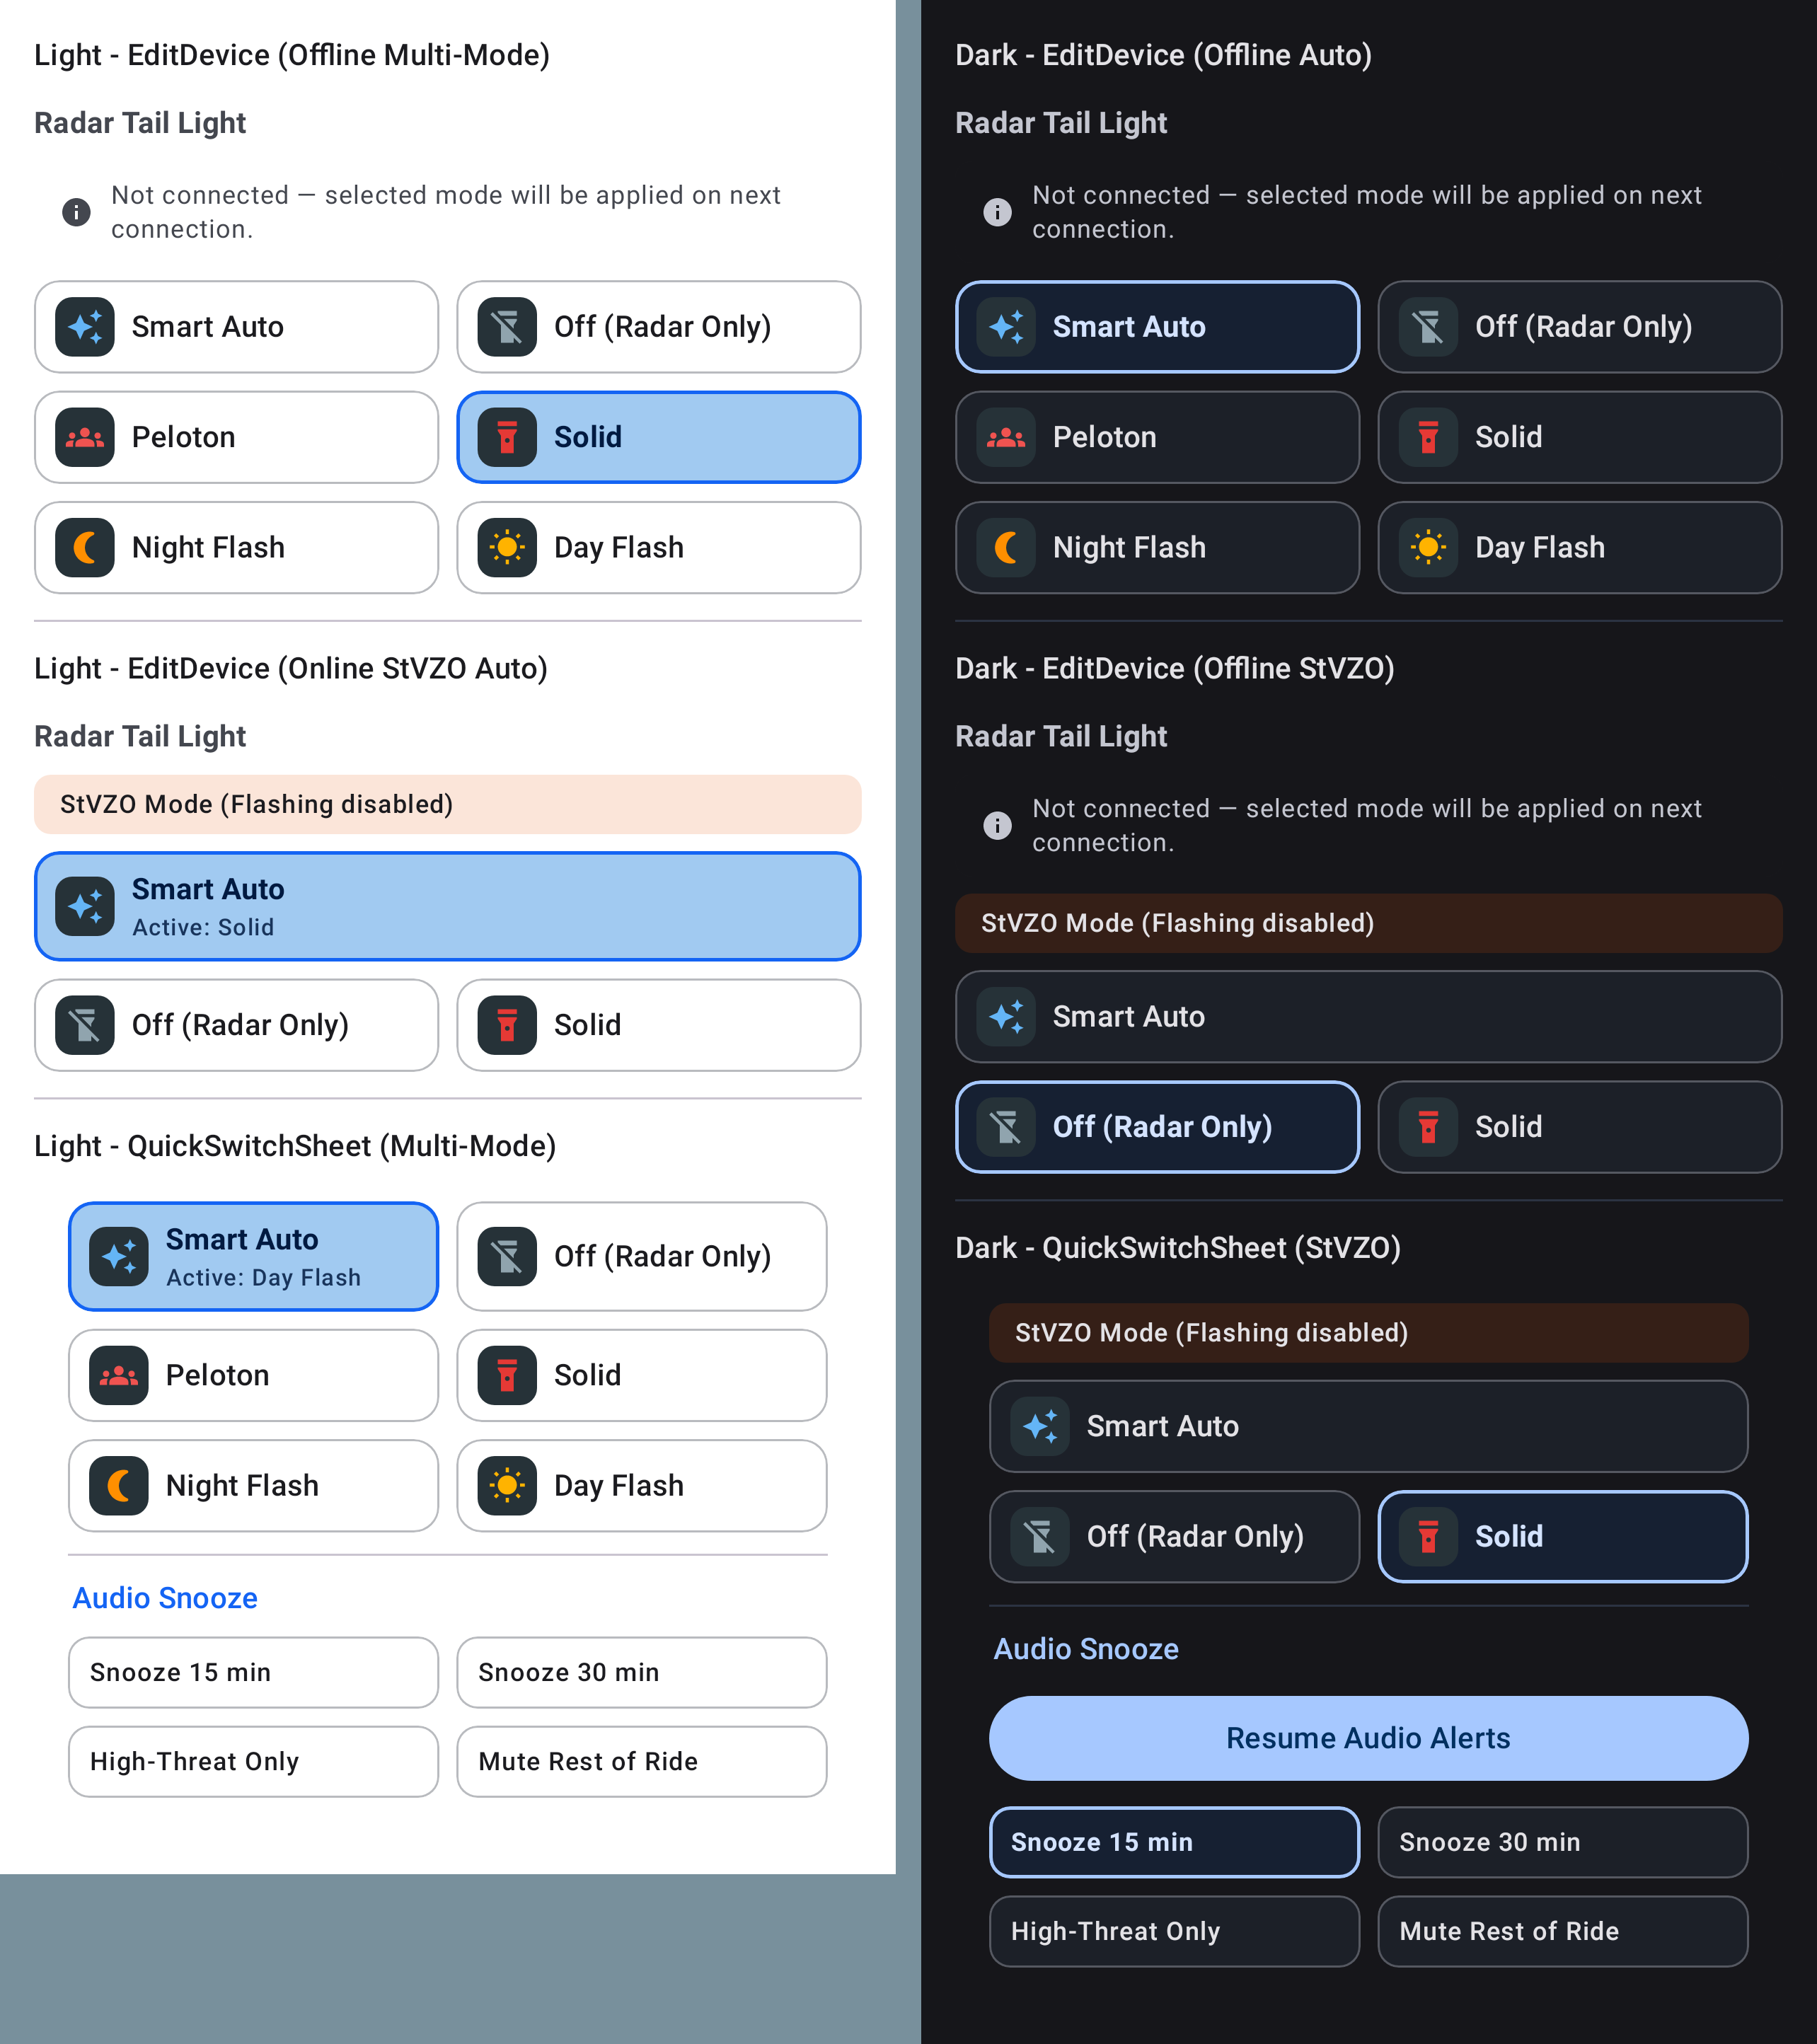 Light - EditDevice (Offline Multi-Mode)
Radar Tail Light
Not connected — selected mode will be applied on next
connection.
Smart Auto
Off (Radar Only)
Peloton
Solid
Night Flash
Day Flash
Light - EditDevice (Online StVZO Auto)
Radar Tail Light
StVZO Mode (Flashing disabled)
Smart Auto
Active: Solid
Off (Radar Only)
Solid
Light - QuickSwitchSheet (Multi-Mode)
Smart Auto
Active: Day Flash
Off (Radar Only)
Peloton
Solid
Night Flash
Day Flash
Audio Snooze
Snooze 15 min
Snooze 30 min
High-Threat Only
Mute Rest of Ride
Dark - EditDevice (Offline Auto)
Radar Tail Light
Not connected — selected mode will be applied on next
connection.
Smart Auto
Off (Radar Only)
Peloton
Solid
Night Flash
Day Flash
Dark - EditDevice (Offline StVZO)
Radar Tail Light
Not connected — selected mode will be applied on next
connection.
StVZO Mode (Flashing disabled)
Smart Auto
Off (Radar Only)
Solid
Dark - QuickSwitchSheet (StVZO)
StVZO Mode (Flashing disabled)
Smart Auto
Off (Radar Only)
Solid
Audio Snooze
Resume Audio Alerts
Snooze 15 min
Snooze 30 min
High-Threat Only
Mute Rest of Ride